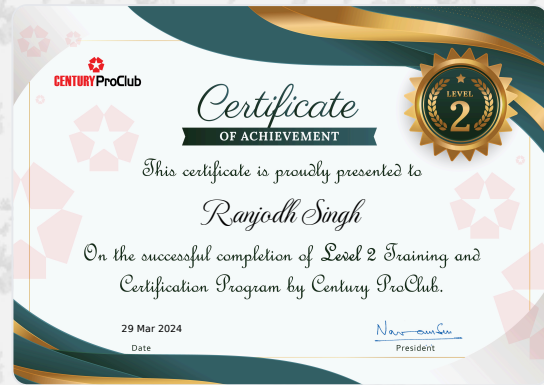 CENTURY ProClub
LEVEL
2
Certificate
OF ACHIEVEMENT
This certificate is proudly presented to
Ranjodh Singh
On the successful completion of Level 2 Training and
Certification Program by Century ProClub.
29 Mar 2024
Date
President